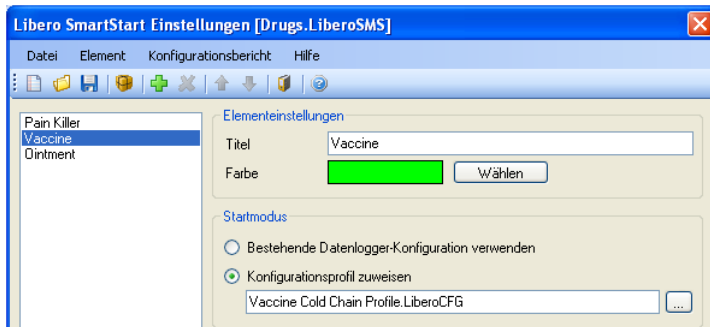 Libero SmartStart Einstellungen [Drugs.LiberoSMS]
Datei Element Konfigurationsbericht Hilfe
Pain Killer
Vaccine
Ointment
Elementeinstellungen
Titel Vaccine
Farbe Wählen
Startmodus
Bestehende Datenlogger-Konfiguration verwenden
Konfigurationsprofil zuweisen
Vaccine Cold Chain Profile.LiberoCFG ...